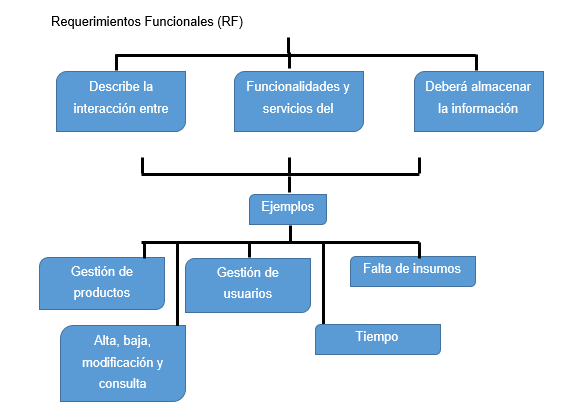 Requerimientos Funcionales (RF)
Describe la
interacción entre
Funcionalidades y
servicios del
Deberá almacenar
la información
Ejemplos
Gestión de
productos
Gestión de
usuarios
Falta de insumos
Alta, baja,
modificación y
consulta
Tiempo